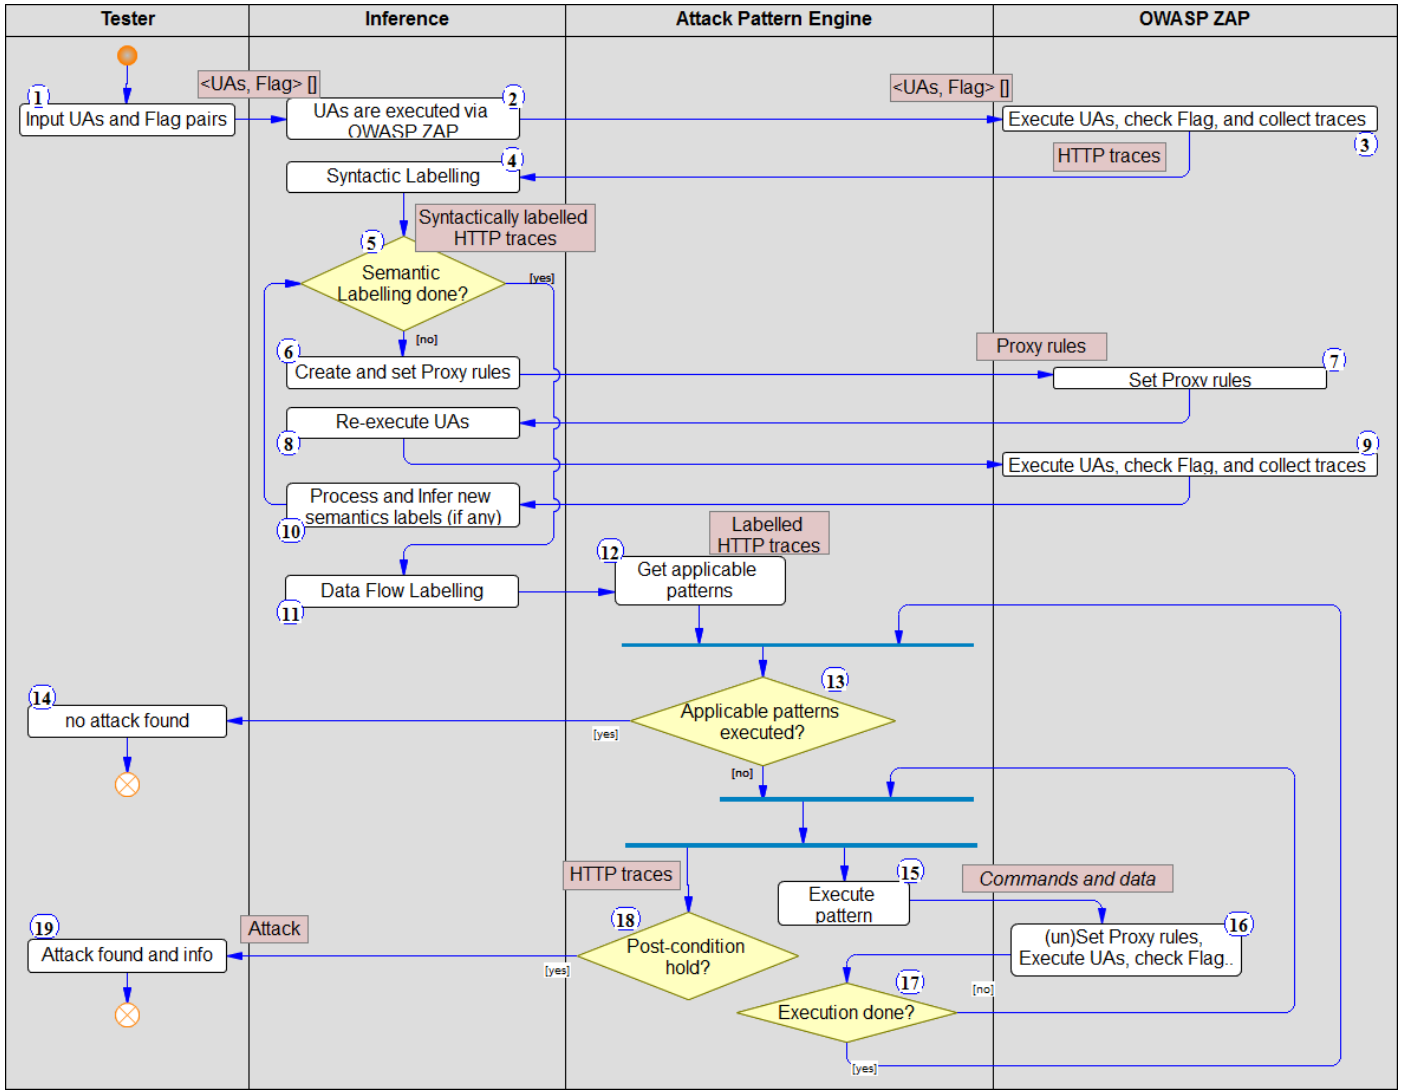 Tester
Inference
Attack Pattern Engine
OWASP ZAP
<UAs, Flag> []
<UAs, Flag> []
1
Input UAs and Flag pairs
2
UAs are executed via
OWASP ZAP
Execute UAs, check Flag, and collect traces
3
HTTP traces
4
Syntactic Labelling
Syntactically labelled
HTTP traces
5
Semantic
Labelling done?
[yes]
[no]
6
Create and set Proxy rules
Proxy rules
7
Set Proxy rules
Re-execute UAs
8
9
Execute UAs, check Flag, and collect traces
Process and Infer new
semantics labels (if any)
10
Labelled
HTTP traces
12
Get applicable
patterns
Data Flow Labelling
11
13
Applicable patterns
executed?
14
no attack found
[yes]
[no]
HTTP traces
15
Execute
pattern
Commands and data
16
(un)Set Proxy rules,
Execute UAs, check Flag..
18
Post-condition
hold?
[yes]
Attack
19
Attack found and info
17
Execution done?
[no]
[yes]